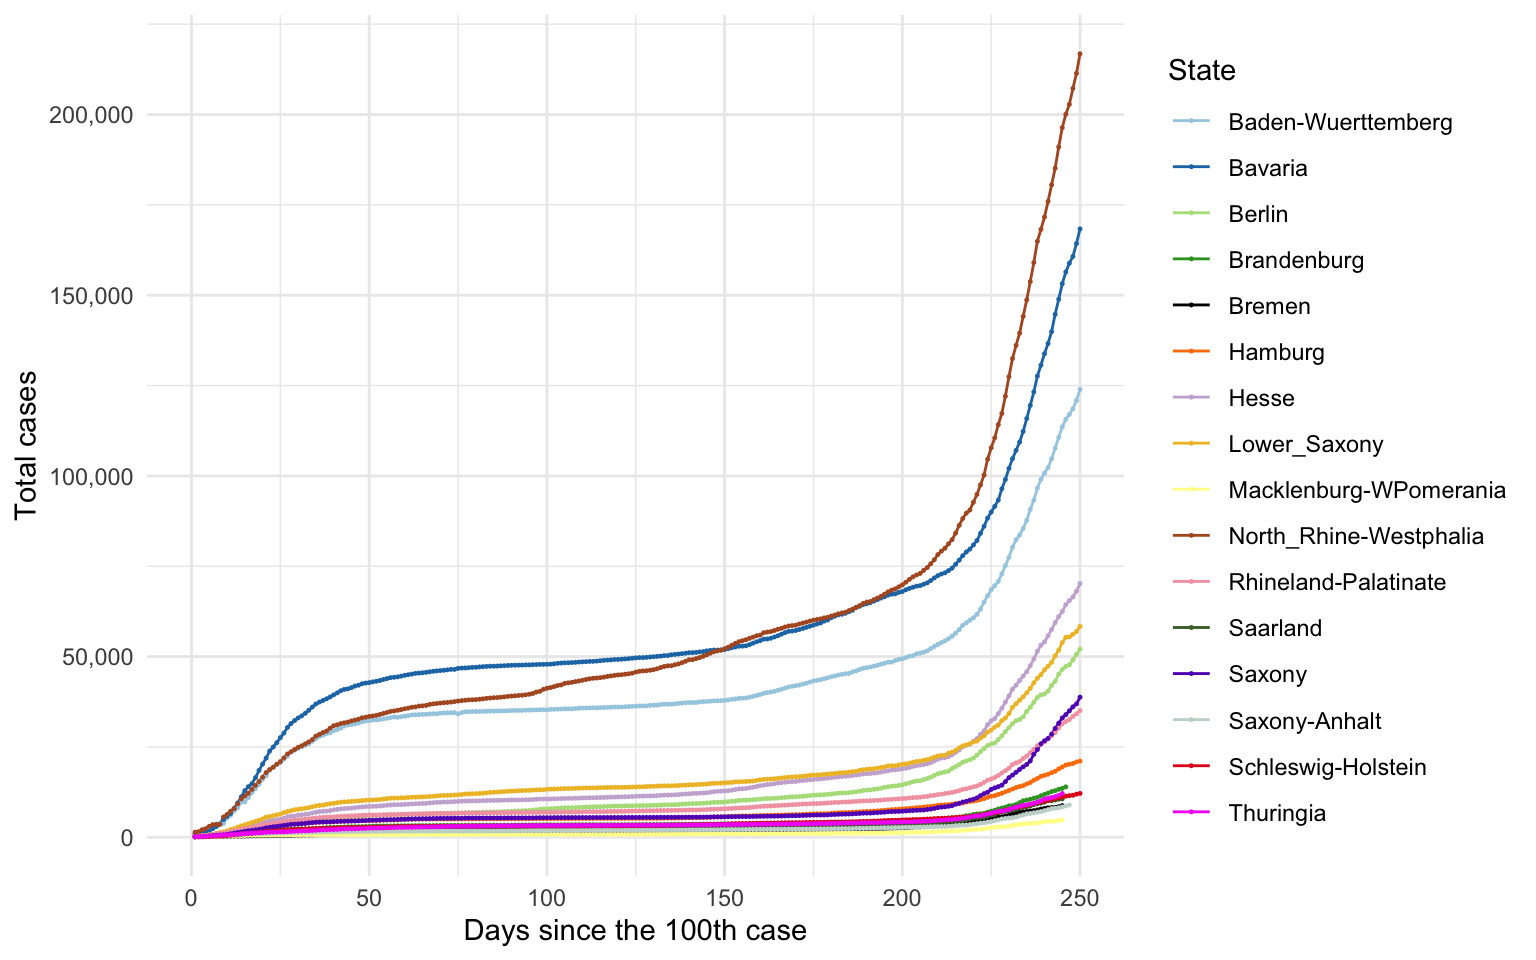 200,000
150,000
100,000
50,000
0
Total cases
0 50 100 150 200 250
Days since the 100th case
State
Baden-Wuerttemberg
Bavaria
Berlin
Brandenburg
Bremen
Hamburg
Hesse
Lower_Saxony
Macklenburg-WPomerania
North_Rhine-Westphalia
Rhineland-Palatinate
Saarland
Saxony
Saxony-Anhalt
Schleswig-Holstein
Thuringia